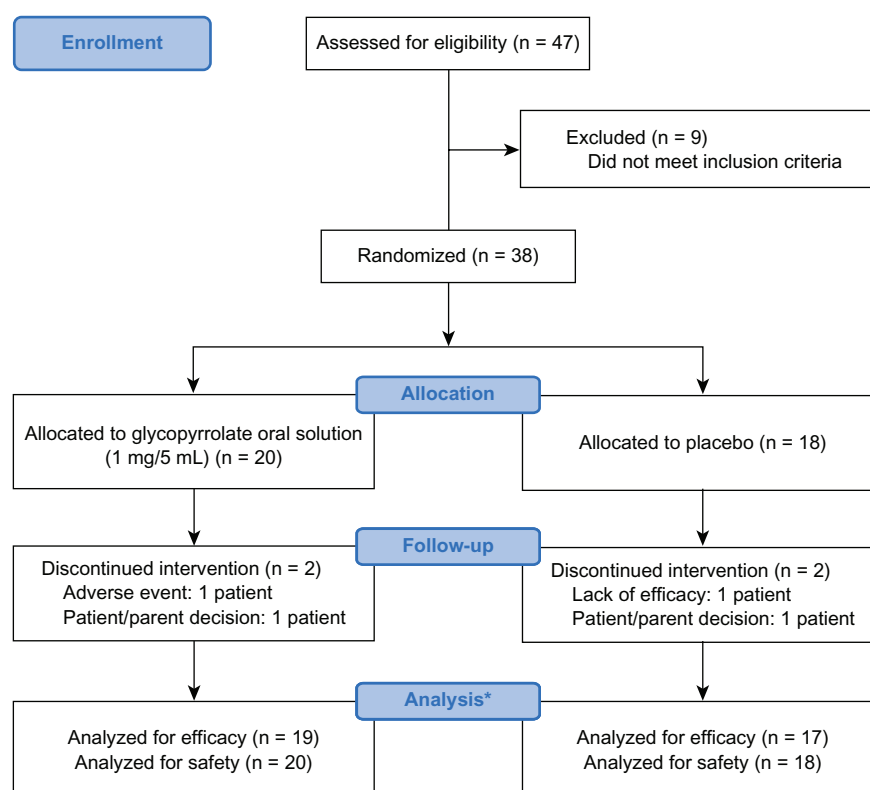 Enrollment
Assessed for eligibility (n = 47)
Excluded (n = 9)
Did not meet inclusion criteria
Randomized (n = 38)
Allocation
Allocated to glycopyrrolate oral solution
(1 mg/5 mL) (n = 20)
Allocated to placebo (n = 18)
Follow-up
Discontinued intervention (n = 2)
Adverse event: 1 patient
Patient/parent decision: 1 patient
Discontinued intervention (n = 2)
Lack of efficacy: 1 patient
Patient/parent decision: 1 patient
Analysis*
Analyzed for efficacy (n = 19)
Analyzed for safety (n = 20)
Analyzed for efficacy (n = 17)
Analyzed for safety (n = 18)